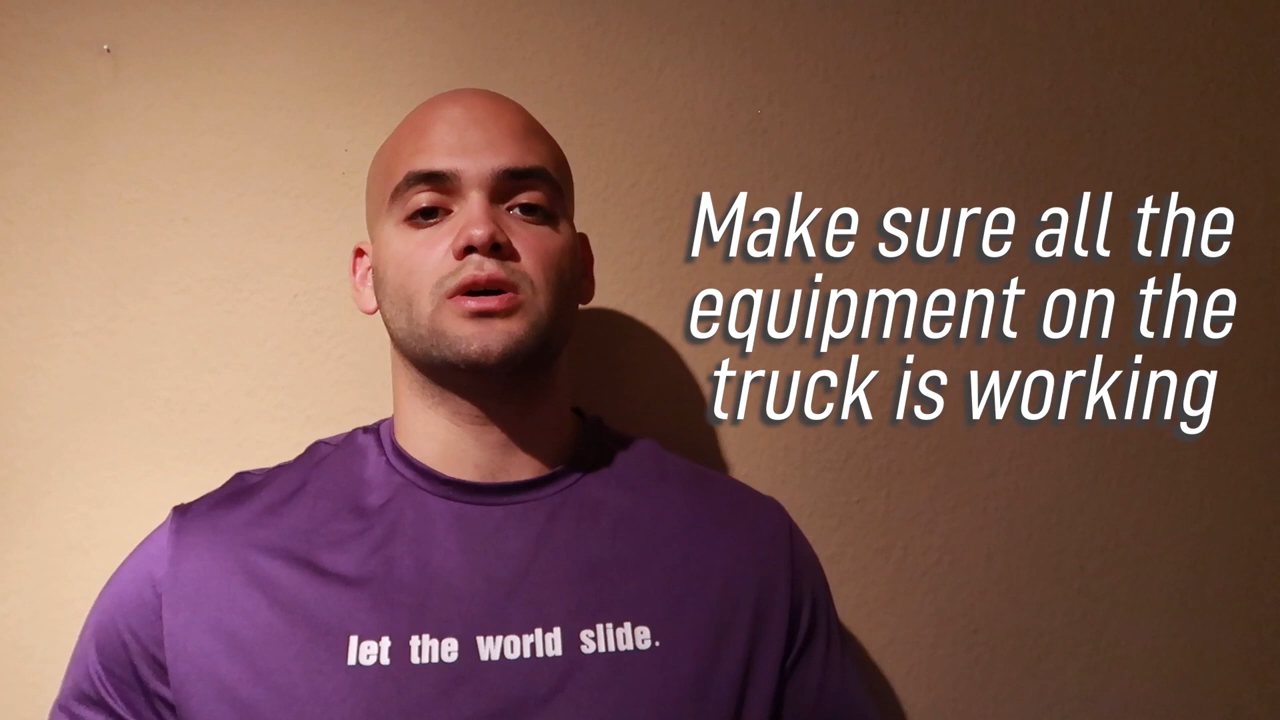 Make sure all the
equipment on the
truck is working
let the world slide.